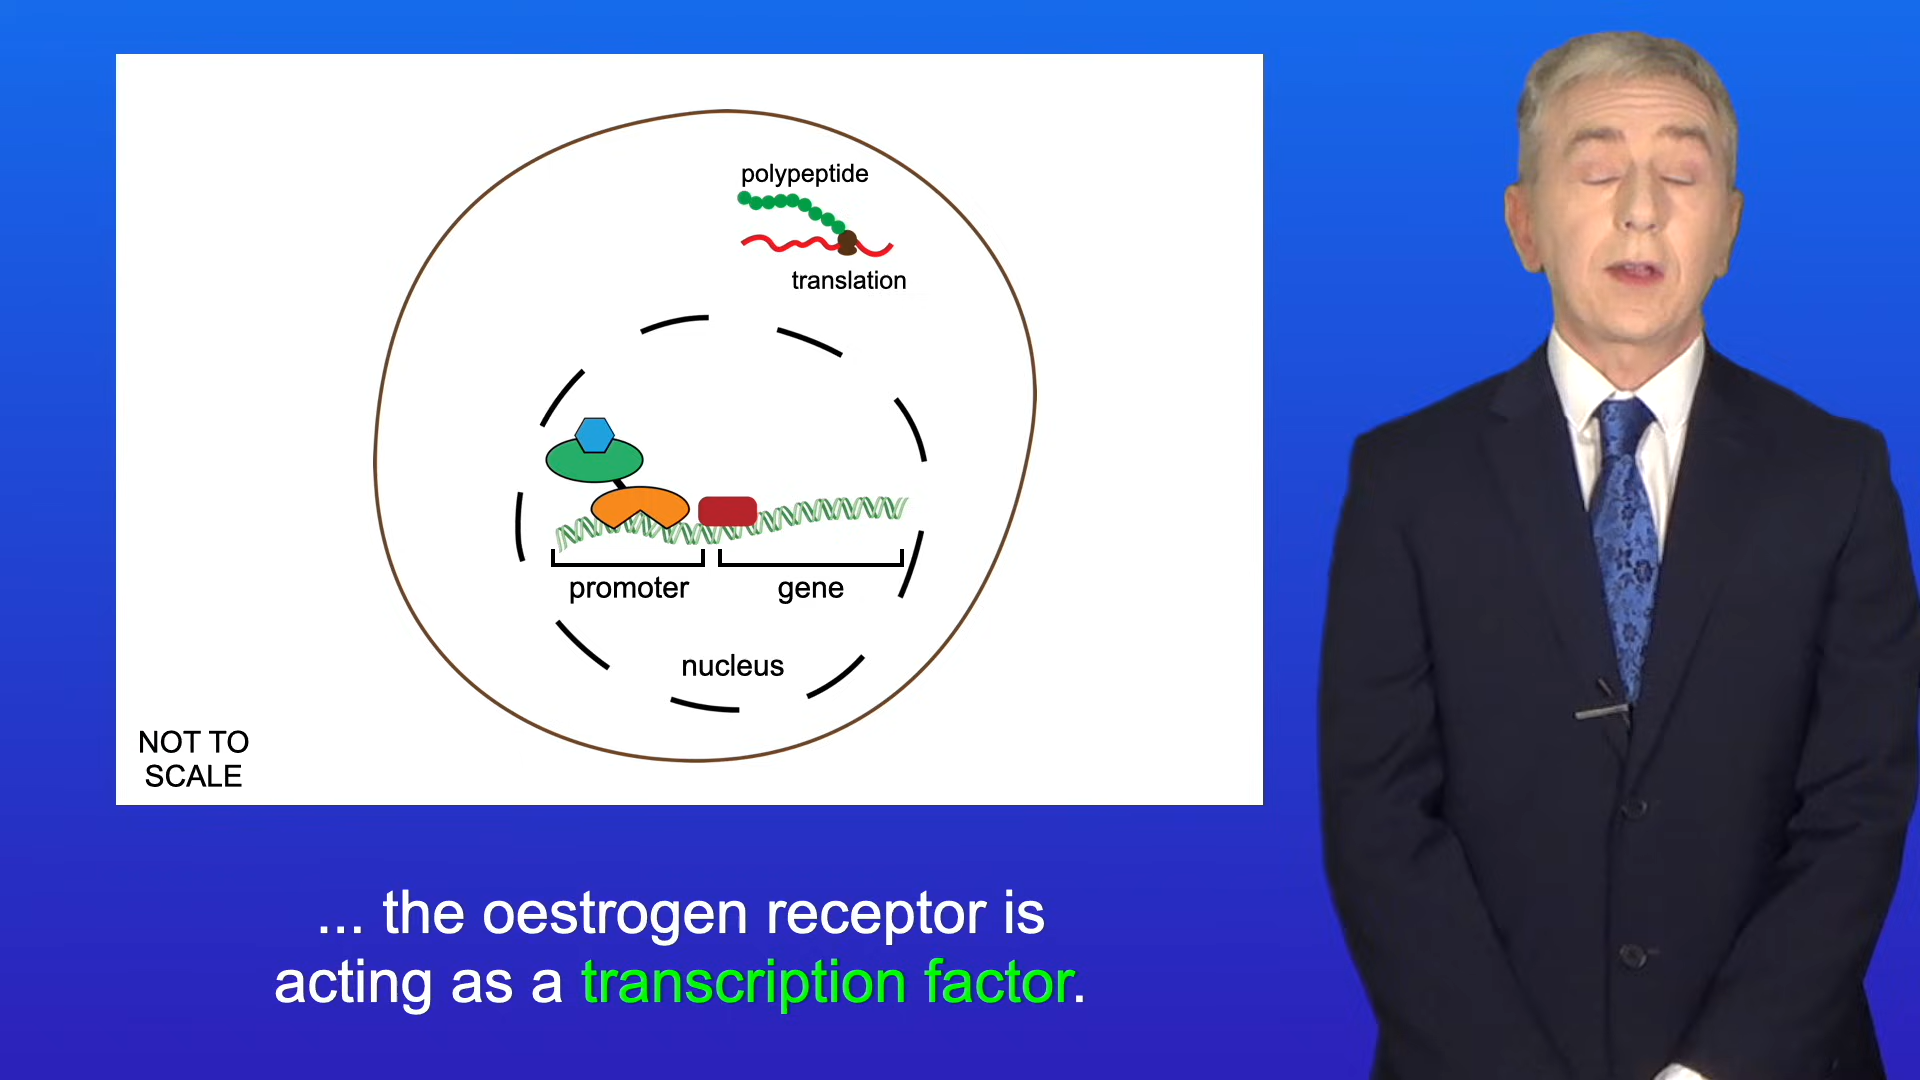 polypeptide
translation
promoter
gene
nucleus
NOT TO
SCALE
... the oestrogen receptor is
acting as a transcription factor.